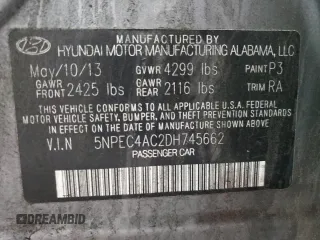 MANUFACTURED BY
HYUNDAI MOTOR MANUFACTURING ALABAMA, LLC
May/10/13 GVWR 4299 lbs PAINT P3
GAWR FRONT 2425 lbs GAWR REAR 2116 lbs TRIM RA
THIS VEHICLE CONFORMS TO ALL APPLICABLE U.S. FEDERAL MOTOR
VEHICLE SAFETY, BUMPER, AND THEFT PREVENTION STANDARDS IN
EFFECT ON THE DATE OF MANUFACTURE SHOWN ABOVE.
V.I.N 5NPEC4AC2DH745662
PASSENGER CAR
DREAMBID